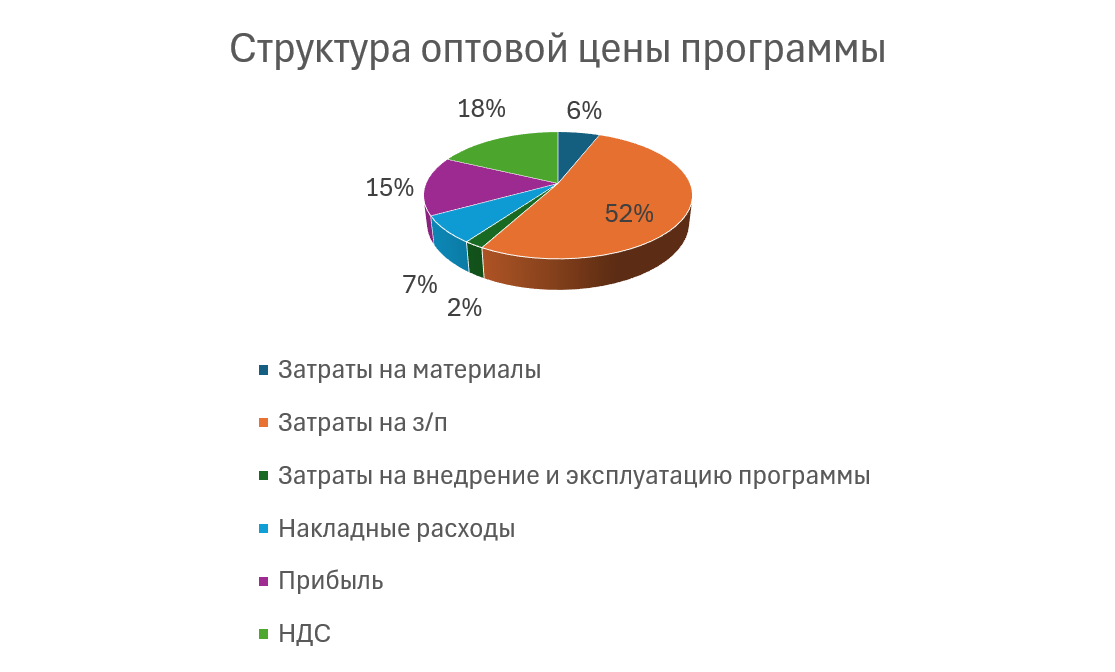 Структура оптовой цены программы
18%
6%
15%
52%
7%
2%
Затраты на материалы
Затраты на з/п
Затраты на внедрение и эксплуатацию программы
Накладные расходы
Прибыль
НДС